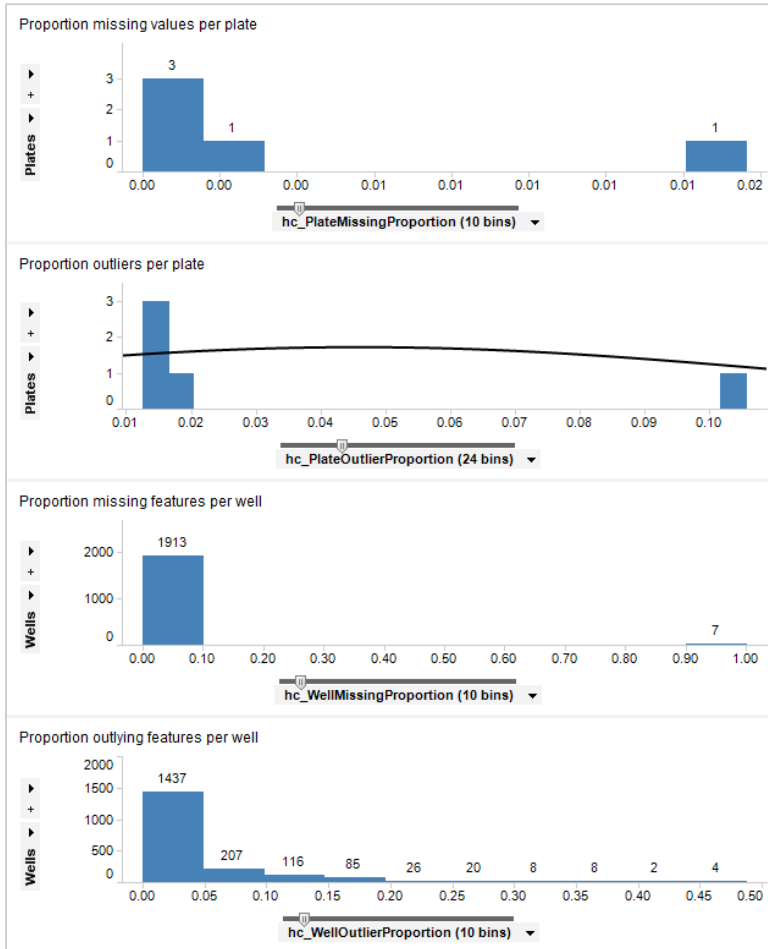 Proportion missing values per plate
3
1
1
3
2
1
0
Plates
+
0.00 0.00 0.00 0.01 0.01 0.01 0.01 0.01 0.02
hc_PlateMissingProportion (10 bins)
Proportion outliers per plate
3
2
1
0
Plates
+
0.01 0.02 0.03 0.04 0.05 0.06 0.07 0.08 0.09 0.10
hc_PlateOutlierProportion (24 bins)
Proportion missing features per well
1913
7
2000
1000
0
Wells
+
0.00 0.10 0.20 0.30 0.40 0.50 0.60 0.70 0.80 0.90 1.00
hc_WellMissingProportion (10 bins)
Proportion outlying features per well
1437 207 116 85 26 20 8 8 2 4
2000
1500
1000
500
0
Wells
+
0.00 0.05 0.10 0.15 0.20 0.25 0.30 0.35 0.40 0.45 0.50
hc_WellOutlierProportion (10 bins)